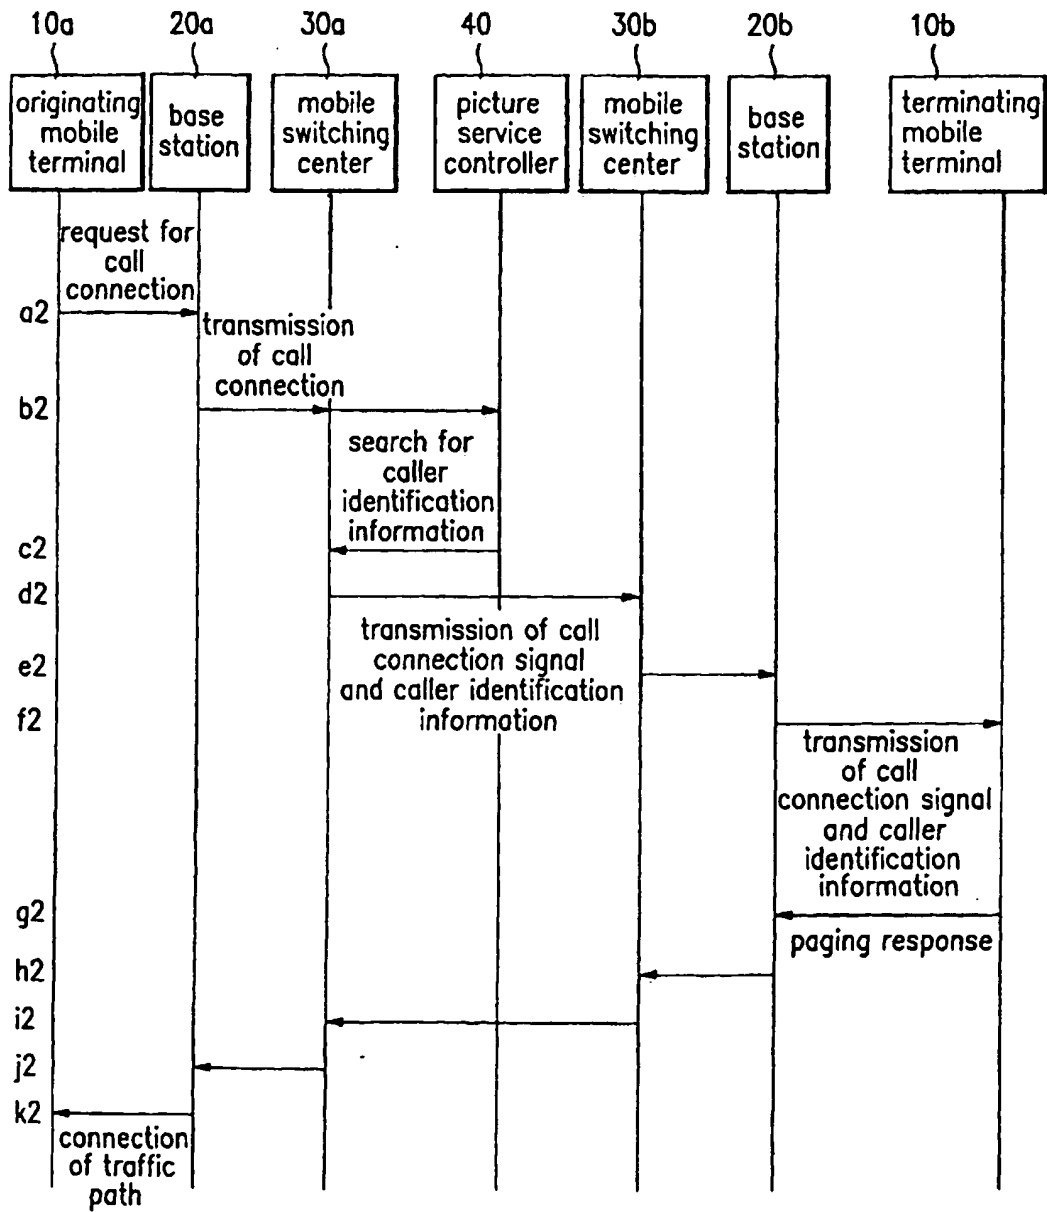 10a 20a 30a 40 30b 20b 10b
originating
mobile
terminal
base
station
mobile
switching
center
picture
service
controller
mobile
switching
center
base
station
terminating
mobile
terminal
request for
call
connection
a2
transmission
of call
connection
b2
search for
caller
identification
information
c2
d2
transmission of call
connection signal
and caller identification
information
e2
f2
transmission
of call
connection signal
and caller
identification
information
g2
paging response
h2
i2
j2
k2
connection
of traffic
path